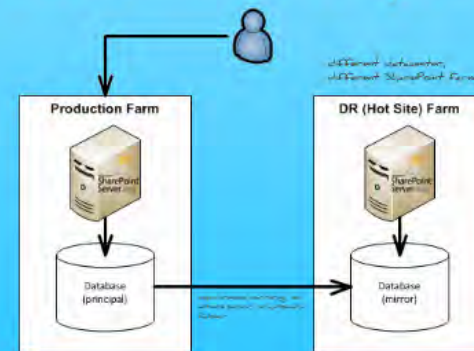 different datacenter,
different SharePoint Farm
Production Farm
DR (Hot Site) Farm
SharePoint
Server
SharePoint
Server
Database
(principal)
Database
(mirror)